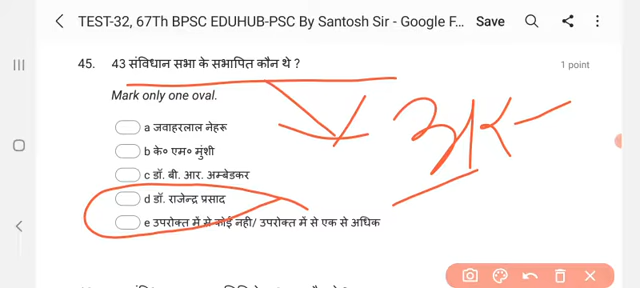 TEST-32, 67Th BPSC EDUHUB-PSC By Santosh Sir - Google F... Save
45. 43 संविधान सभा के सभापित कौन थे ? 1 point
Mark only one oval.
a जवाहरलाल नेहरू
b के० एम० मुंशी
c डॉ. बी. आर. अम्बेडकर
d डॉ. राजेन्द्र प्रसाद
e उपरोक्त में से कोई नही/ उपरोक्त में से एक से अधिक